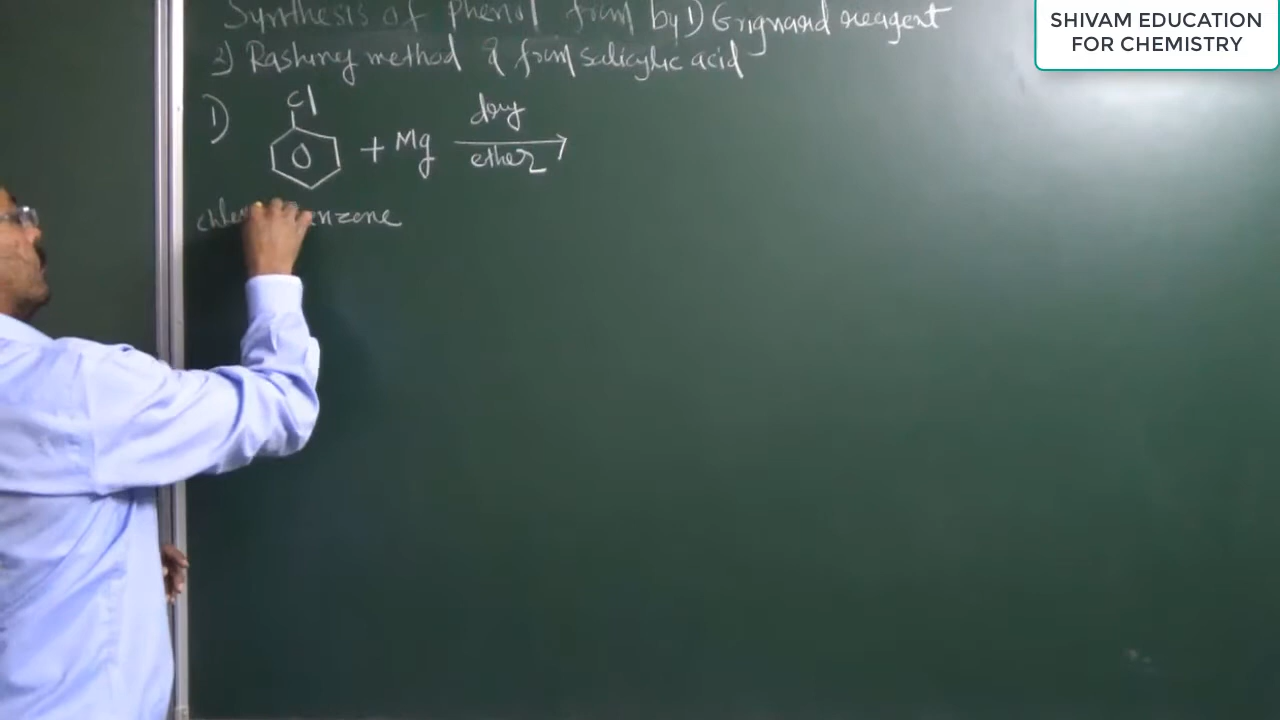 Synthesis of phenol from by 1) Grignard reagent
2) Rashing method & from salicylic acid
SHIVAM EDUCATION
FOR CHEMISTRY
1)
Cl
+ Mg
dry
ether